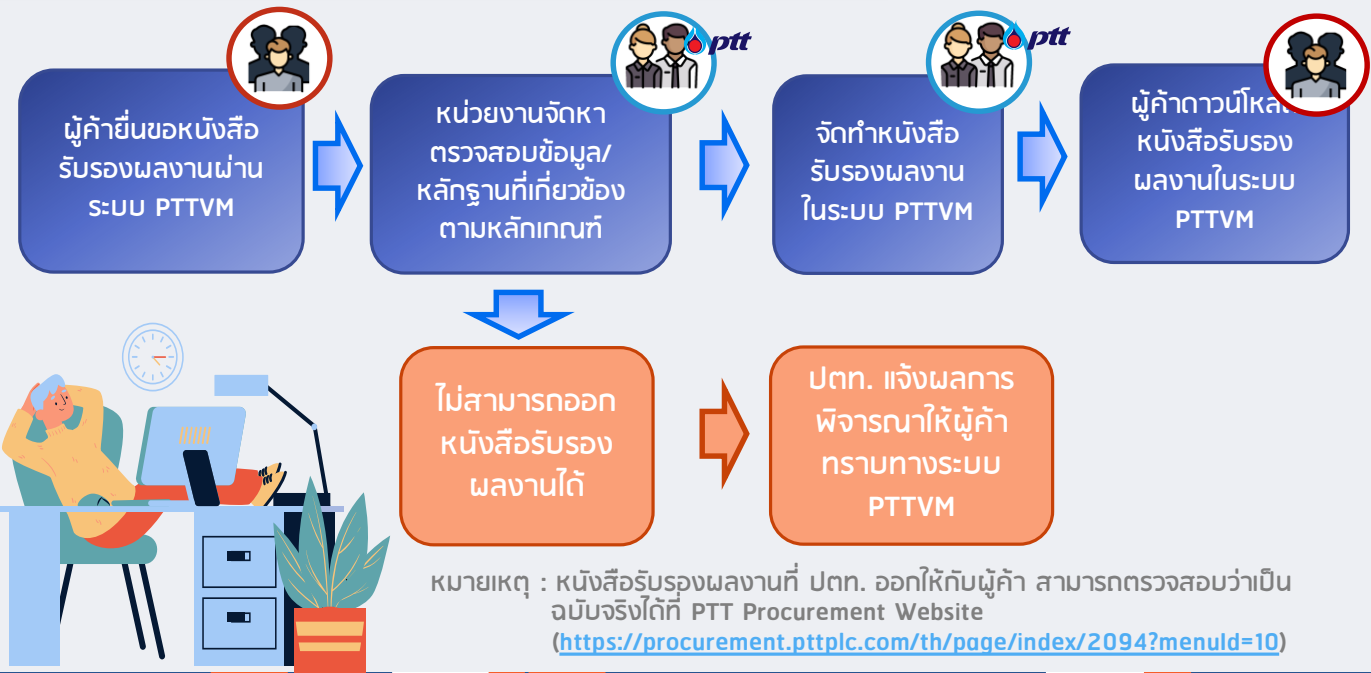 ptt
ptt
ผู้ค้ายื่นขอหนังสือ
รับรองผลงานผ่าน
ระบบ PTTVM
หน่วยงานจัดหา
ตรวจสอบข้อมูล/
หลักฐานที่เกี่ยวข้อง
ตามหลักเกณฑ์
จัดทำหนังสือ
รับรองผลงาน
ในระบบ PTTVM
ผู้ค้าดาวน์โหลด
หนังสือรับรอง
ผลงานในระบบ
PTTVM
ไม่สามารถออก
หนังสือรับรอง
ผลงานได้
ปตท. แจ้งผลการ
พิจารณาให้ผู้ค้า
ทราบทางระบบ
PTTVM
หมายเหตุ : หนังสือรับรองผลงานที่ ปตท. ออกให้กับผู้ค้า สามารถตรวจสอบว่าเป็น
ฉบับจริงได้ที่ PTT Procurement Website
(https://procurement.pttplc.com/th/page/index/2094?menuId=10)